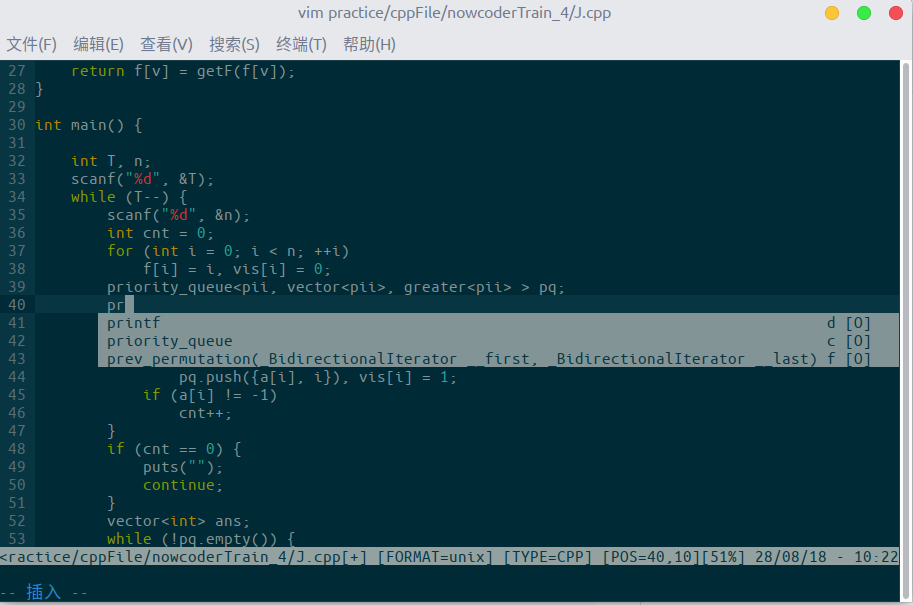 vim practice/cppFile/nowcoderTrain_4/J.cpp
文件(F) 编辑(E) 查看(V) 搜索(S) 终端(T) 帮助(H)
27     return f[v] = getF(f[v]);
28 }
29
30 int main() {
31
32     int T, n;
33     scanf("%d", &T);
34     while (T--) {
35         scanf("%d", &n);
36         int cnt = 0;
37         for (int i = 0; i < n; ++i)
38             f[i] = i, vis[i] = 0;
39         priority_queue<pii, vector<pii>, greater<pii> > pq;
40         pr
41         printf d [O]
42         priority_queue c [O]
43         prev_permutation(_BidirectionalIterator __first, _BidirectionalIterator __last) f [O]
44                 pq.push({a[i], i}), vis[i] = 1;
45             if (a[i] != -1)
46                 cnt++;
47         }
48         if (cnt == 0) {
49             puts("");
50             continue;
51         }
52         vector<int> ans;
53         while (!pq.empty()) {
<ractice/cppFile/nowcoderTrain_4/J.cpp[+] [FORMAT=unix] [TYPE=CPP] [POS=40,10][51%] 28/08/18 - 10:22
-- 插入 --